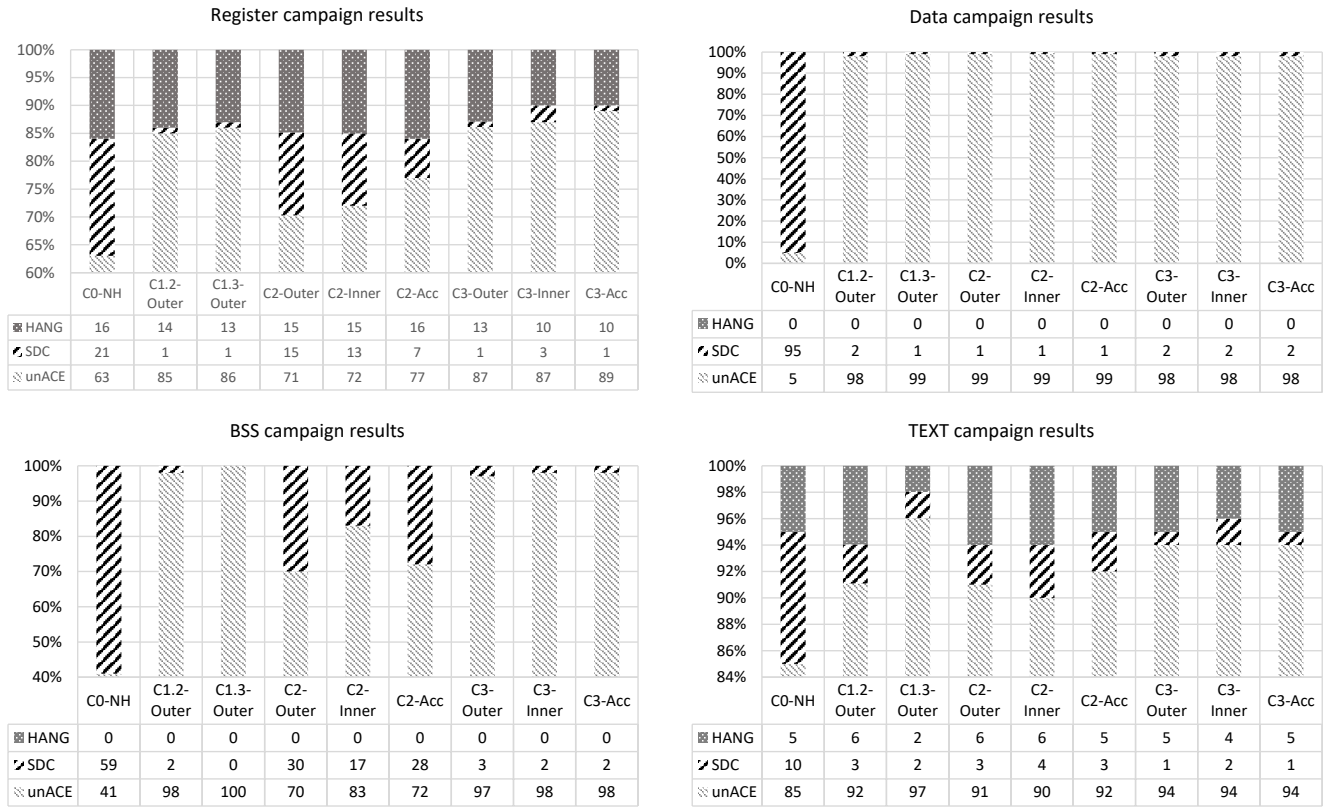 Register campaign results
100%
95%
90%
85%
80%
75%
70%
65%
60%
C0-NH C1.2-Outer C1.3-Outer C2-Outer C2-Inner C2-Acc C3-Outer C3-Inner C3-Acc
HANG 16 14 13 15 15 16 13 10 10
SDC 21 1 1 15 13 7 1 3 1
unACE 63 85 86 71 72 77 87 87 89
Data campaign results
100%
90%
80%
70%
60%
50%
40%
30%
20%
10%
0%
C0-NH C1.2-Outer C1.3-Outer C2-Outer C2-Inner C2-Acc C3-Outer C3-Inner C3-Acc
HANG 0 0 0 0 0 0 0 0 0
SDC 95 2 1 1 1 1 2 2 2
unACE 5 98 99 99 99 99 98 98 98
BSS campaign results
100%
90%
80%
70%
60%
50%
40%
C0-NH C1.2-Outer C1.3-Outer C2-Outer C2-Inner C2-Acc C3-Outer C3-Inner C3-Acc
HANG 0 0 0 0 0 0 0 0 0
SDC 59 2 0 30 17 28 3 2 2
unACE 41 98 100 70 83 72 97 98 98
TEXT campaign results
100%
98%
96%
94%
92%
90%
88%
86%
84%
C0-NH C1.2-Outer C1.3-Outer C2-Outer C2-Inner C2-Acc C3-Outer C3-Inner C3-Acc
HANG 5 6 2 6 6 5 5 4 5
SDC 10 3 2 3 4 3 1 2 1
unACE 85 92 97 91 90 92 94 94 94